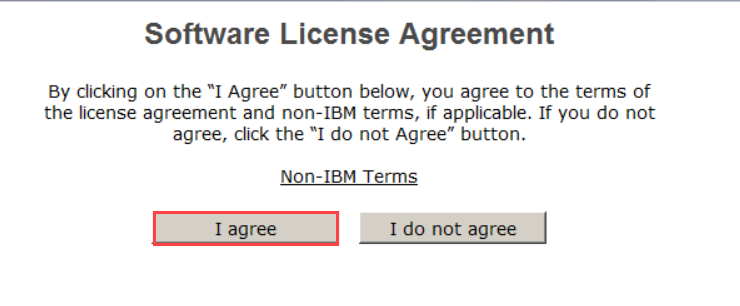 Software License Agreement
By clicking on the “I Agree” button below, you agree to the terms of
the license agreement and non-IBM terms, if applicable. If you do not
agree, click the “I do not Agree” button.
Non-IBM Terms
I agree I do not agree